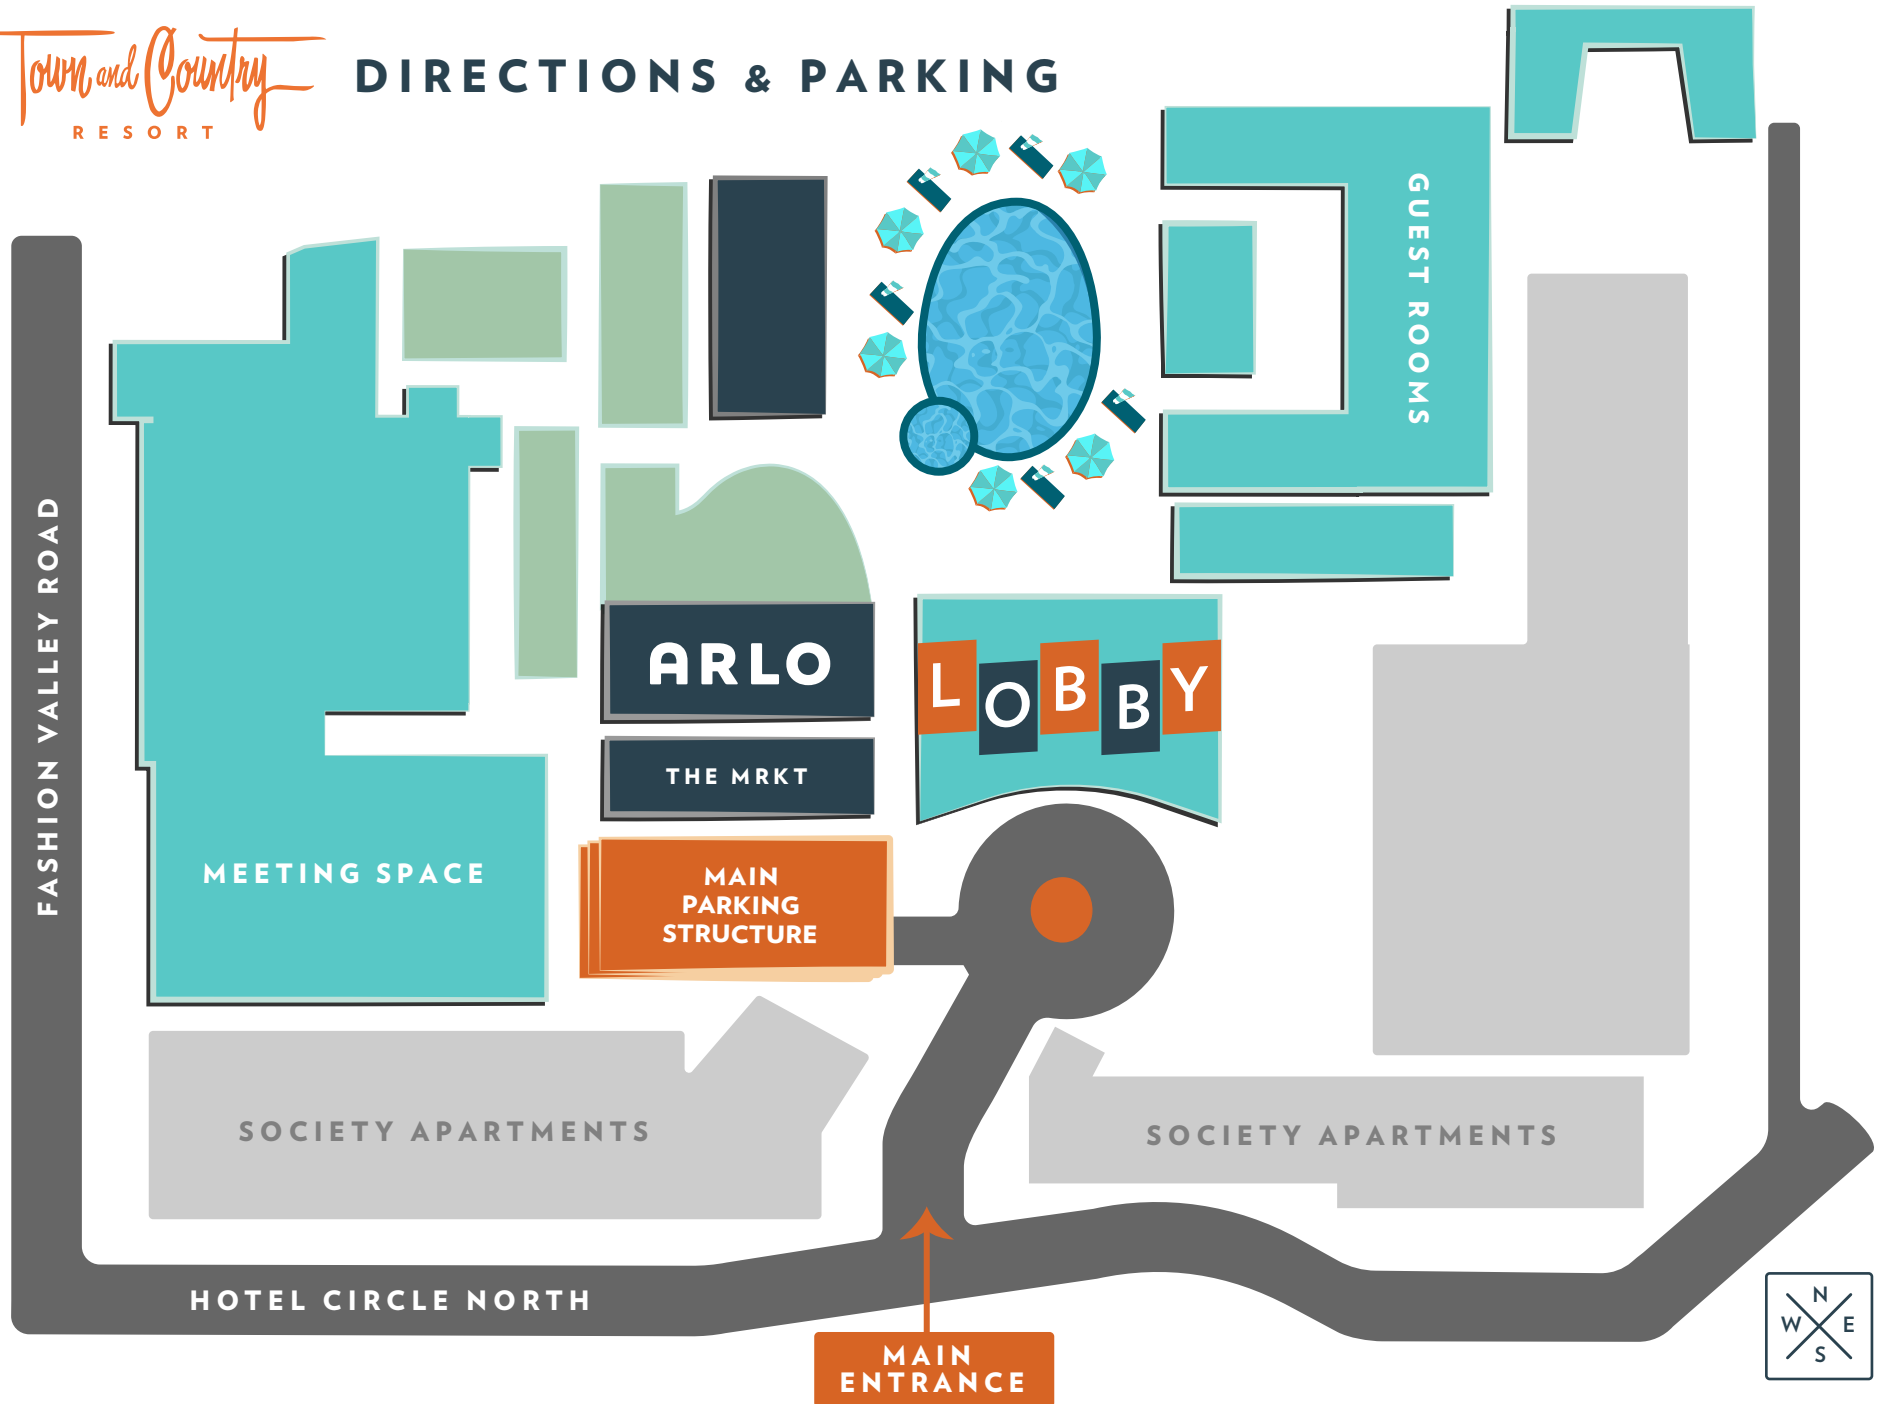 Town and Country
RESORT
DIRECTIONS & PARKING
GUEST ROOMS
FASHION VALLEY ROAD
ARLO
LOBBY
THE MRKT
MEETING SPACE
MAIN
PARKING
STRUCTURE
SOCIETY APARTMENTS
SOCIETY APARTMENTS
HOTEL CIRCLE NORTH
MAIN
ENTRANCE
N
W E
S